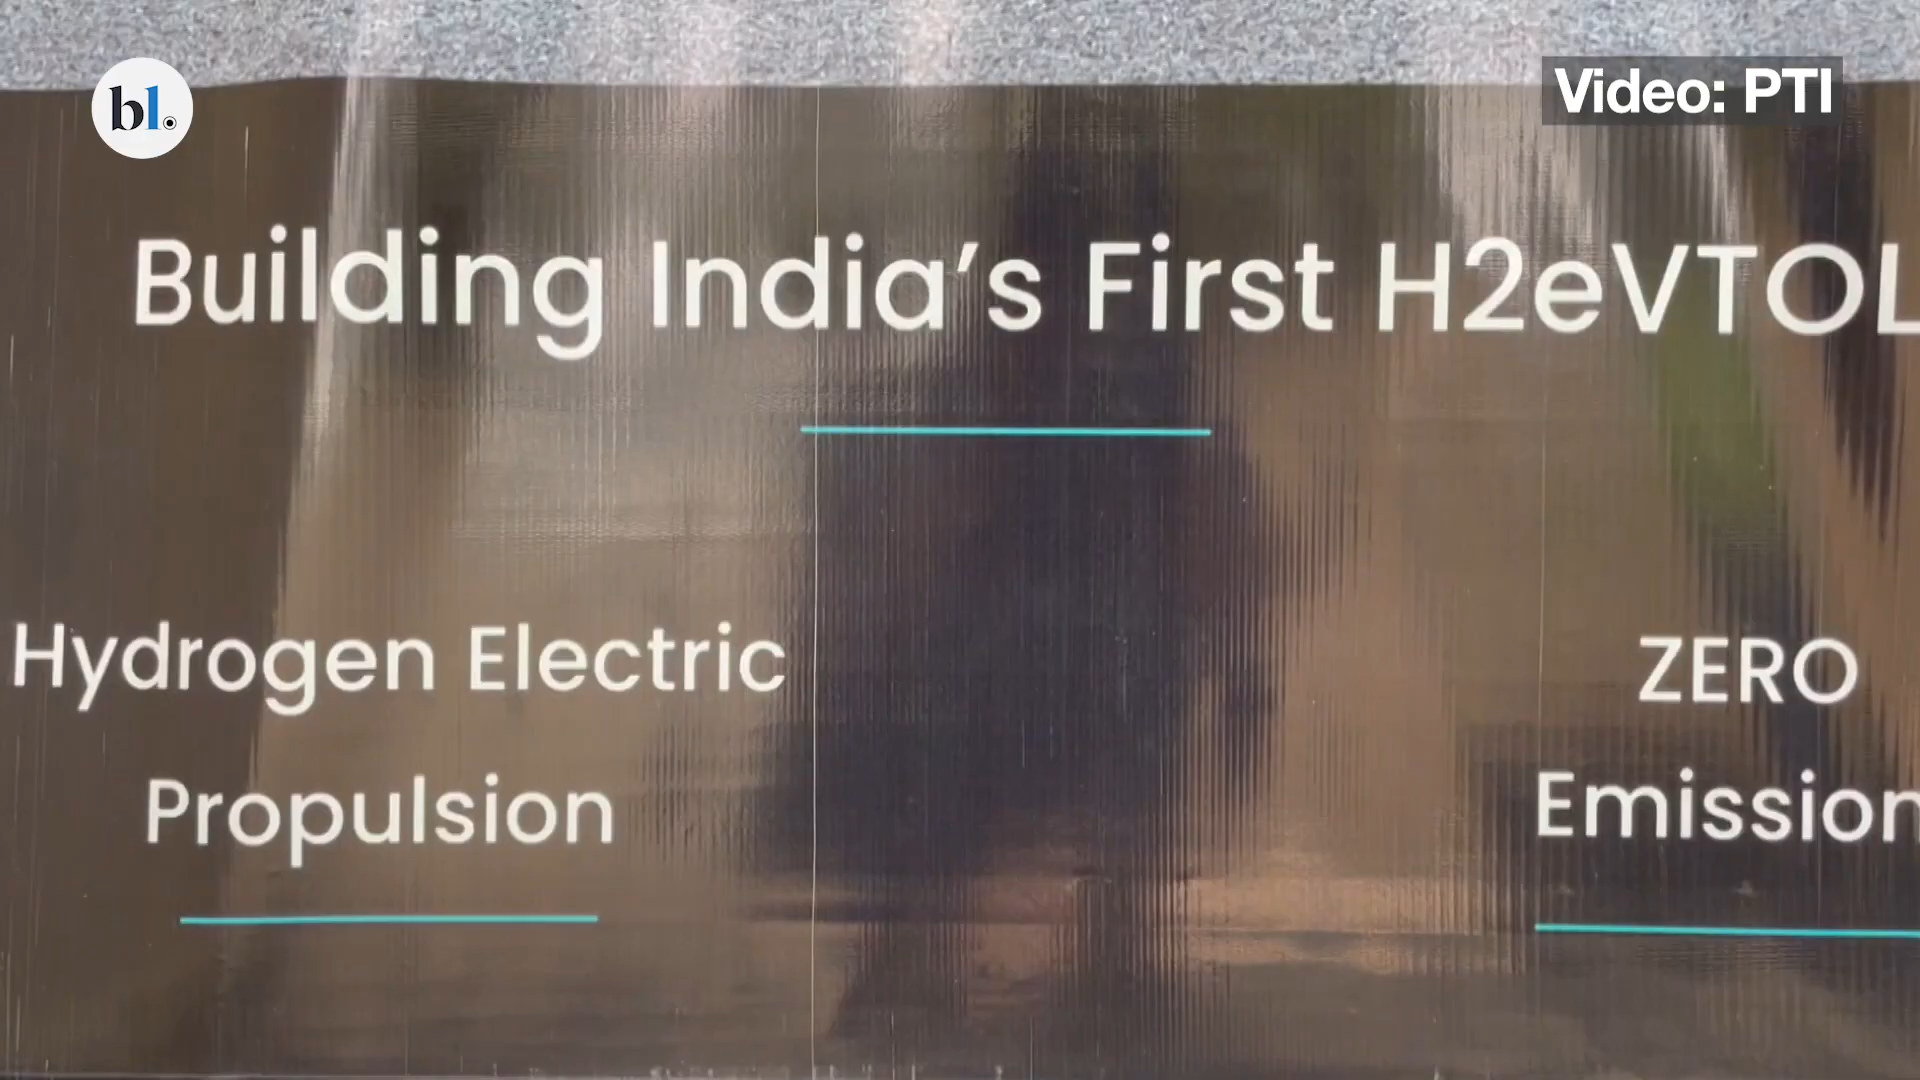 bl.
Video: PTI
Building India's First H2eVTOL
Hydrogen Electric
Propulsion
ZERO
Emission